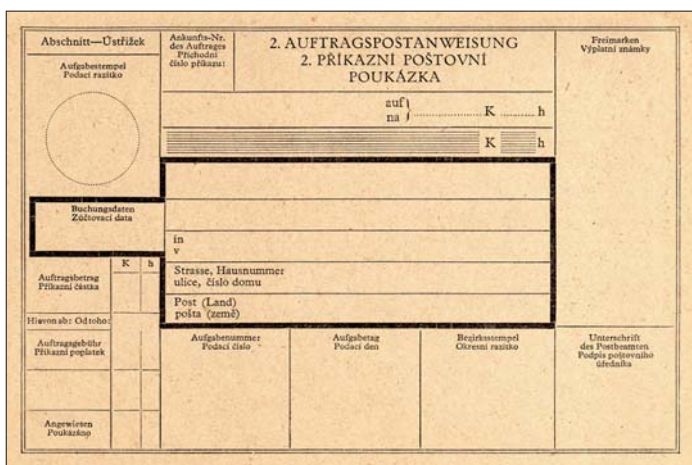 Abschnitt—Ústřižek
Aufgabestempel
Podací razítko
Ankunfts-Nr.
des Auftrages
Příchodní
číslo příkazu:
2. AUFTRAGSPOSTANWEISUNG
2. PŘÍKAZNÍ POŠTOVNÍ
POUKÁZKA
Freimarken
Výplatní známky
auf
na } K h
K h
Buchungsdaten
Zúčtovací data
in
v
Strasse, Hausnummer
ulice, číslo domu
Post (Land)
pošta (země)
K h
Auftragsbetrag
Příkazní částka
Hievon ab: Od toho:
Auftragsgebühr
Příkazní poplatek
Angewiesen
Poukázáno
Aufgabenummer
Podací číslo
Aufgabetag
Podací den
Bezirksstempel
Okresní razítko
Unterschrift
des Postbeamten
Podpis poštovního
úředníka